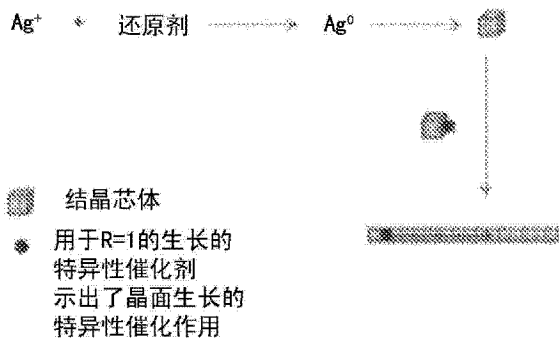 Ag⁺ + 还原剂 Ag⁰
结晶芯体
用于R=1的生长的
特异性催化剂
示出了晶面生长的
特异性催化作用